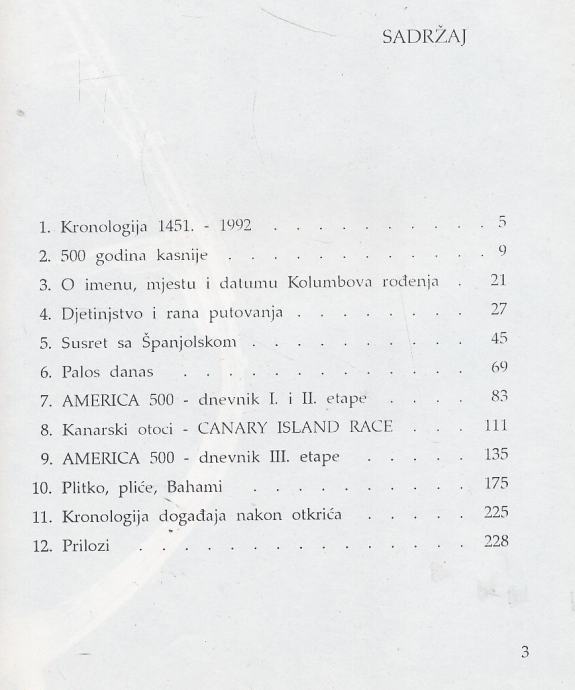 SADRŽAJ
1. Kronologija 1451. - 1992 . . . . . . . . . . 5
2. 500 godina kasnije . . . . . . . . . . . . 9
3. O imenu, mjestu i datumu Kolumbova rođenja . 21
4. Djetinjstvo i rana putovanja . . . . . . . 27
5. Susret sa Španjolskom . . . . . . . . . 45
6. Palos danas . . . . . . . . . . . . 69
7. AMERICA 500 - dnevnik I. i II. etape . . . . 83
8. Kanarski otoci - CANARY ISLAND RACE . . . 111
9. AMERICA 500 - dnevnik III. etape . . . . . 135
10. Plitko, pliće, Bahami . . . . . . . . . 175
11. Kronologija događaja nakon otkrića . . . . . 225
12. Prilozi . . . . . . . . . . . . . . 228
3